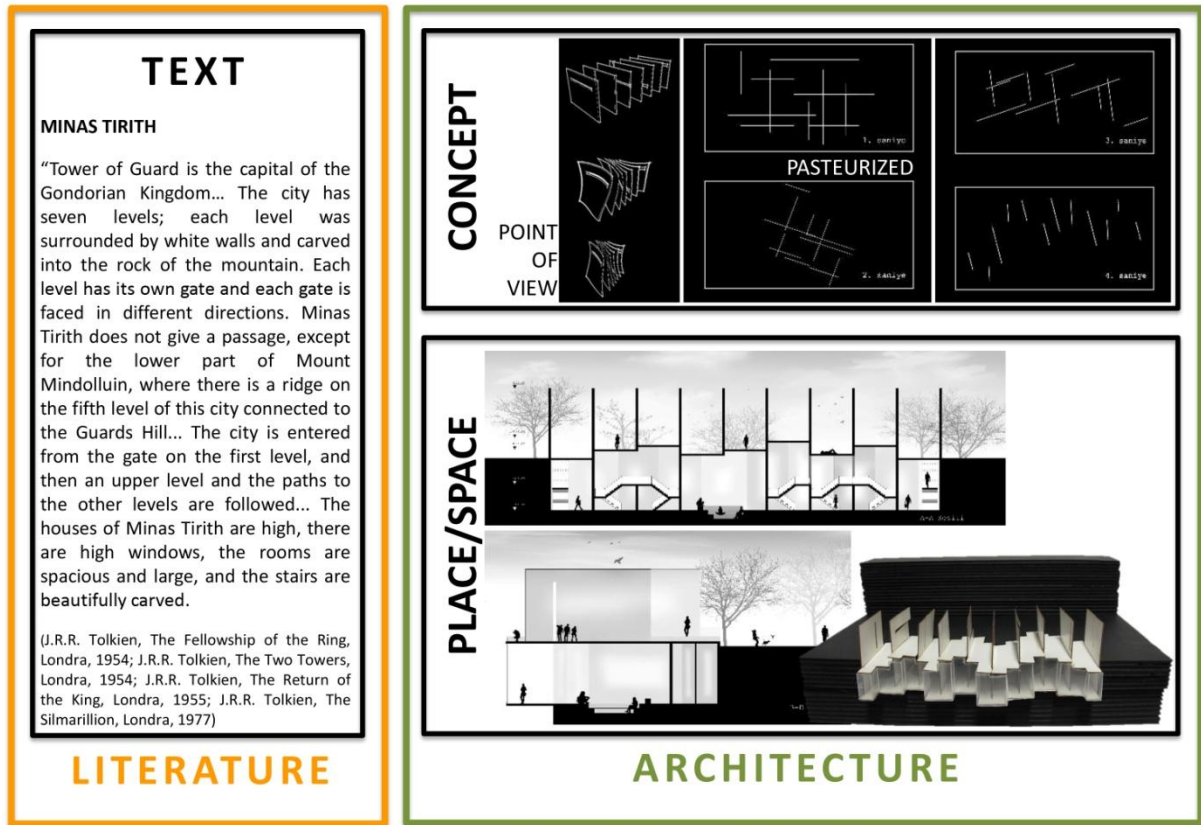 TEXT
MINAS TIRITH
“Tower of Guard is the capital of the
Gondorian Kingdom… The city has
seven levels; each level was
surrounded by white walls and carved
into the rock of the mountain. Each
level has its own gate and each gate is
faced in different directions. Minas
Tirith does not give a passage, except
for the lower part of Mount
Mindolluin, where there is a ridge on
the fifth level of this city connected to
the Guards Hill... The city is entered
from the gate on the first level, and
then an upper level and the paths to
the other levels are followed... The
houses of Minas Tirith are high, there
are high windows, the rooms are
spacious and large, and the stairs are
beautifully carved.
(J.R.R. Tolkien, The Fellowship of the Ring,
Londra, 1954; J.R.R. Tolkien, The Two Towers,
Londra, 1954; J.R.R. Tolkien, The Return of
the King, Londra, 1955; J.R.R. Tolkien, The
Silmarillion, Londra, 1977)
LITERATURE
CONCEPT
POINT
OF
VIEW
1. saniye
PASTEURIZED
2. saniye
3. saniye
4. saniye
PLACE/SPACE
ARCHITECTURE